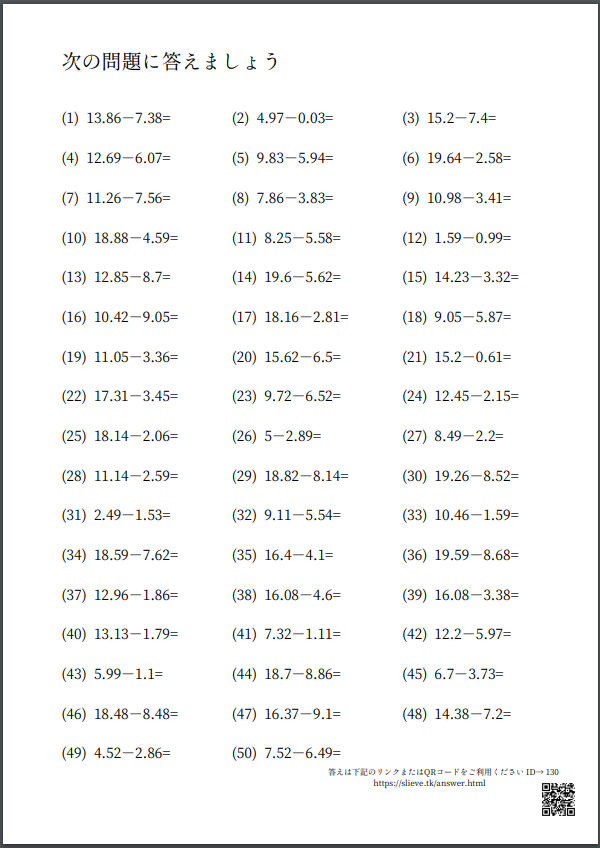 次の問題に答えましょう
(1) 13.86−7.38= (2) 4.97−0.03= (3) 15.2−7.4=
(4) 12.69−6.07= (5) 9.83−5.94= (6) 19.64−2.58=
(7) 11.26−7.56= (8) 7.86−3.83= (9) 10.98−3.41=
(10) 18.88−4.59= (11) 8.25−5.58= (12) 1.59−0.99=
(13) 12.85−8.7= (14) 19.6−5.62= (15) 14.23−3.32=
(16) 10.42−9.05= (17) 18.16−2.81= (18) 9.05−5.87=
(19) 11.05−3.36= (20) 15.62−6.5= (21) 15.2−0.61=
(22) 17.31−3.45= (23) 9.72−6.52= (24) 12.45−2.15=
(25) 18.14−2.06= (26) 5−2.89= (27) 8.49−2.2=
(28) 11.14−2.59= (29) 18.82−8.14= (30) 19.26−8.52=
(31) 2.49−1.53= (32) 9.11−5.54= (33) 10.46−1.59=
(34) 18.59−7.62= (35) 16.4−4.1= (36) 19.59−8.68=
(37) 12.96−1.86= (38) 16.08−4.6= (39) 16.08−3.38=
(40) 13.13−1.79= (41) 7.32−1.11= (42) 12.2−5.97=
(43) 5.99−1.1= (44) 18.7−8.86= (45) 6.7−3.73=
(46) 18.48−8.48= (47) 16.37−9.1= (48) 14.38−7.2=
(49) 4.52−2.86= (50) 7.52−6.49=
答えは下記のリンクまたはQRコードをご利用ください ID→130
https://slieve.tk/answer.html